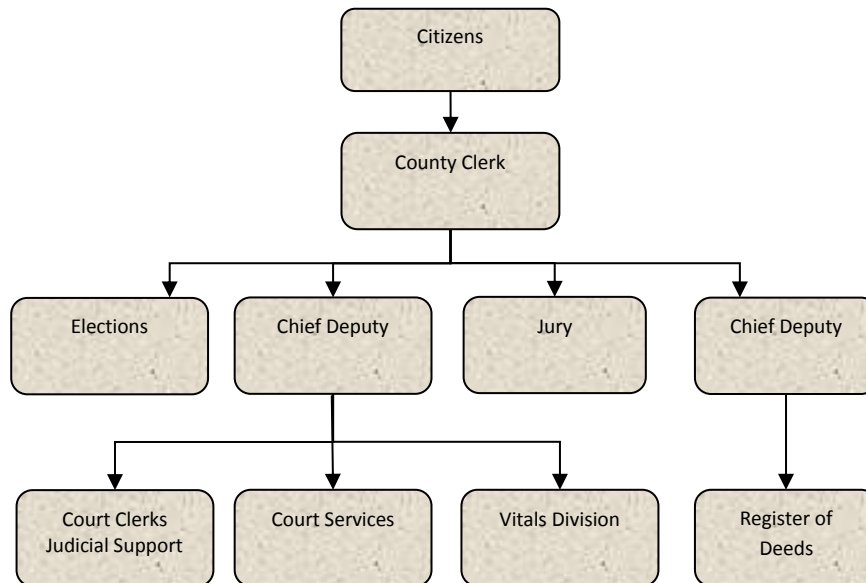 Citizens
County Clerk
Elections
Chief Deputy
Jury
Chief Deputy
Court Clerks
Judicial Support
Court Services
Vitals Division
Register of
Deeds